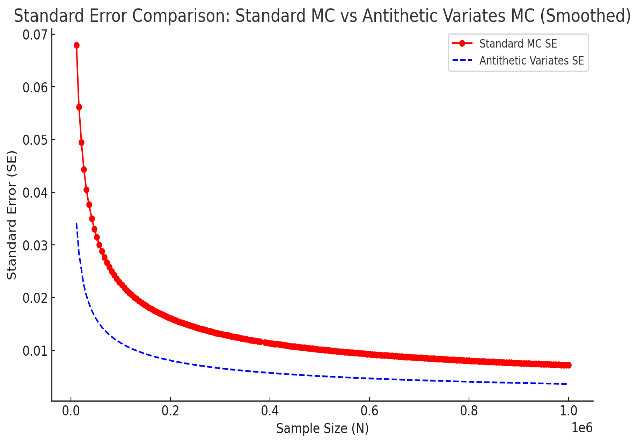 Standard Error Comparison: Standard MC vs Antithetic Variates MC (Smoothed)
Standard MC SE
Antithetic Variates SE
Standard Error (SE)
0.07
0.06
0.05
0.04
0.03
0.02
0.01
0.0
0.2
0.4
0.6
0.8
1.0
1e6
Sample Size (N)